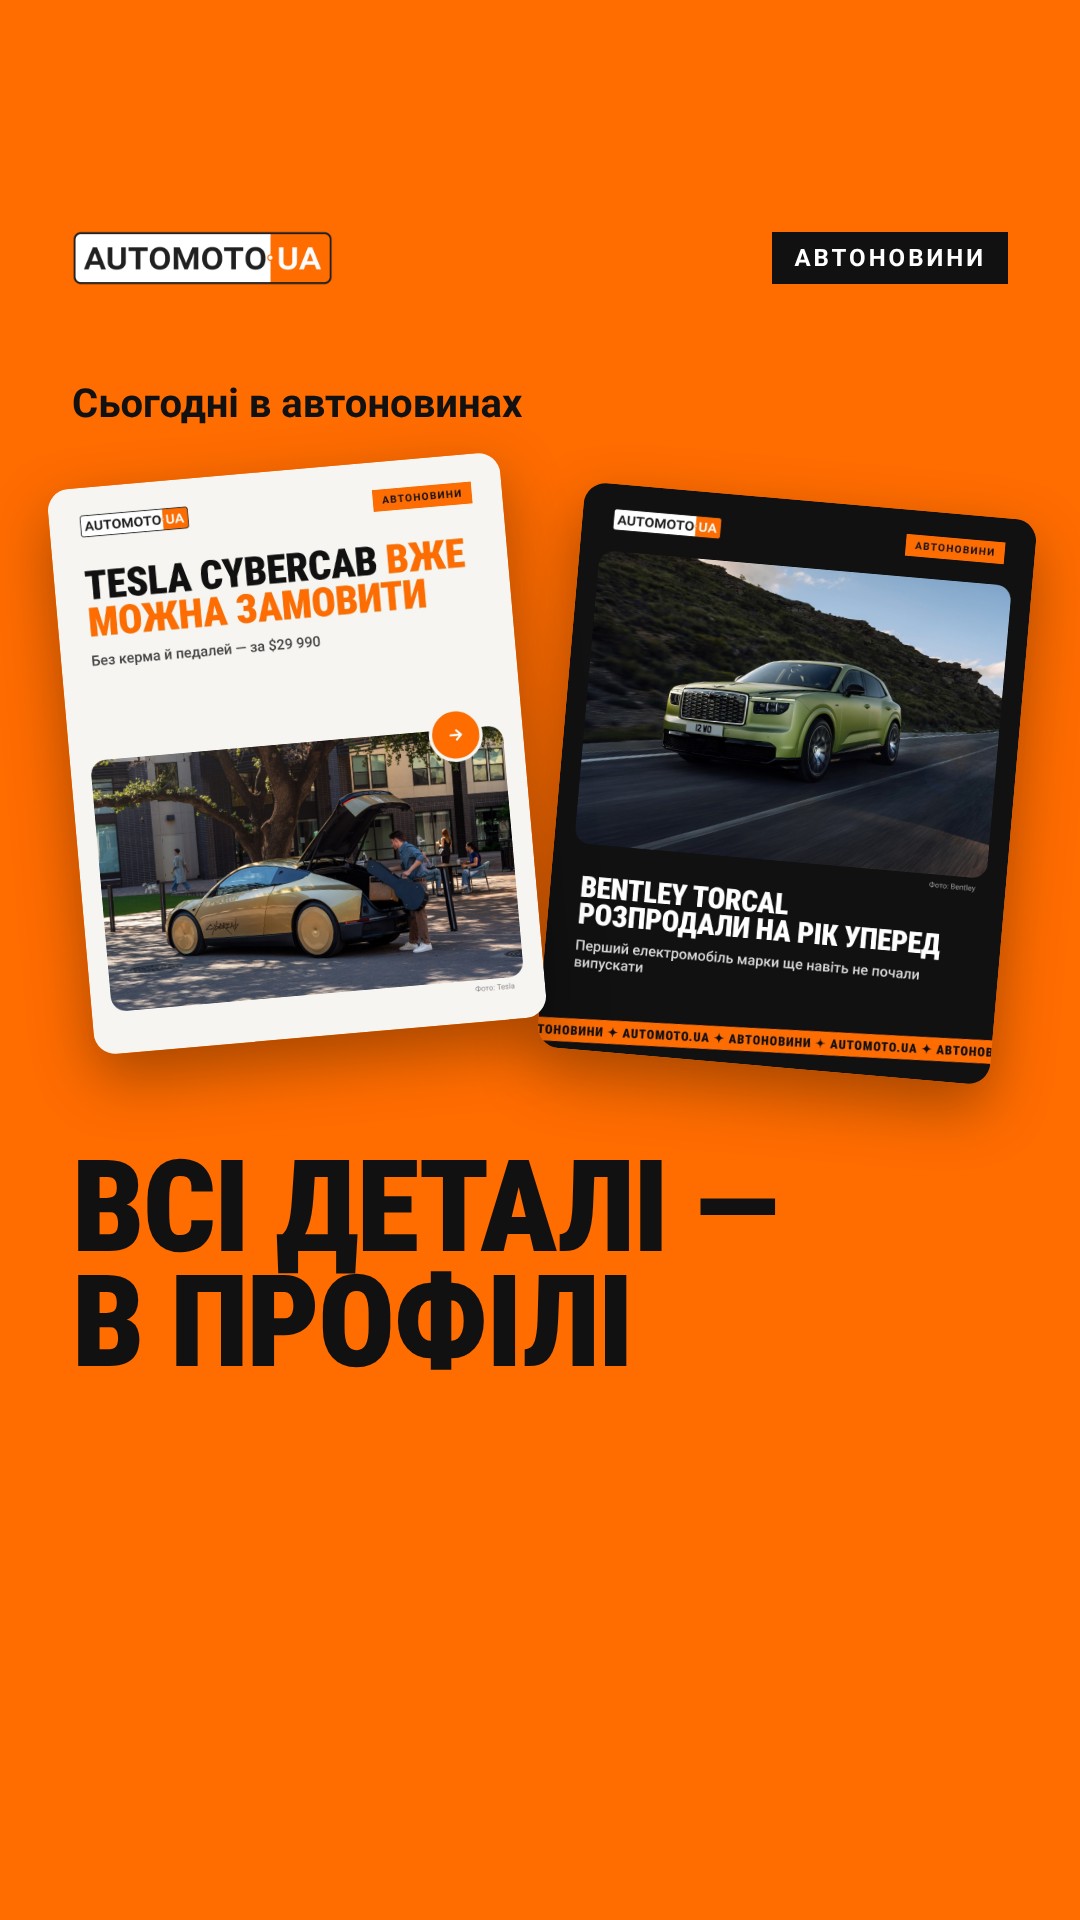 AUTOMOTO UA
АВТОНОВИНИ
Сьогодні в автоновинах
AUTOMOTO UA
АВТОНОВИНИ
TESLA CYBERCAB ВЖЕ
МОЖНА ЗАМОВИТИ
Без керма й педалей — за $29 990
Фото: Tesla
AUTOMOTO UA
АВТОНОВИНИ
12 WO
Фото: Bentley
BENTLEY TORCAL
РОЗПРОДАЛИ НА РІК УПЕРЕД
Перший електромобіль марки ще навіть не почали
випускати
ТОНОВИНИ ✦ AUTOMOTO.UA ✦ АВТОНОВИНИ ✦ AUTOMOTO.UA ✦ АВТОНОВ
ВСІ ДЕТАЛІ —
В ПРОФІЛІ